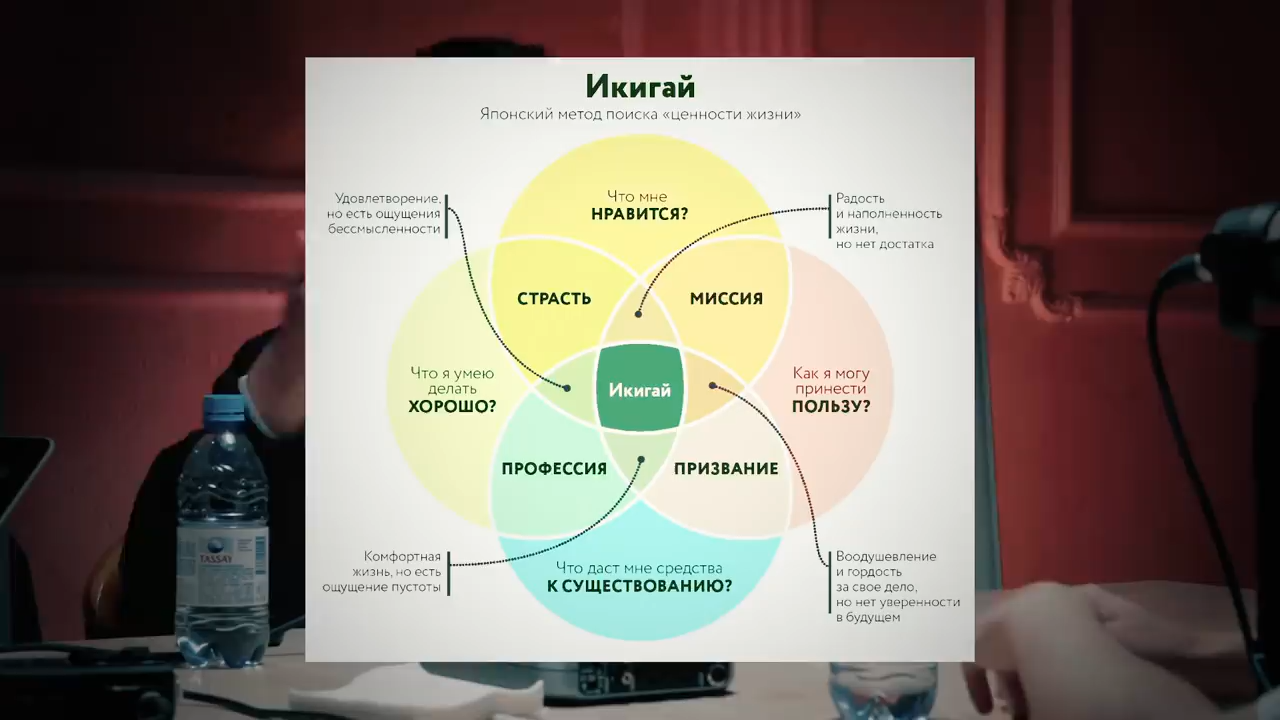 Икигай
Японский метод поиска «ценности жизни»
Что мне
НРАВИТСЯ?
Удовлетворение,
но есть ощущения
бессмысленности
Радость
и наполненность
жизни,
но нет достатка
СТРАСТЬ
МИССИЯ
Что я умею
делать
ХОРОШО?
Икигай
Как я могу
принести
ПОЛЬЗУ?
ПРОФЕССИЯ
ПРИЗВАНИЕ
Комфортная
жизнь, но есть
ощущение пустоты
Что даст мне средства
К СУЩЕСТВОВАНИЮ?
Воодушевление
и гордость
за свое дело,
но нет уверенности
в будущем
TASSAY